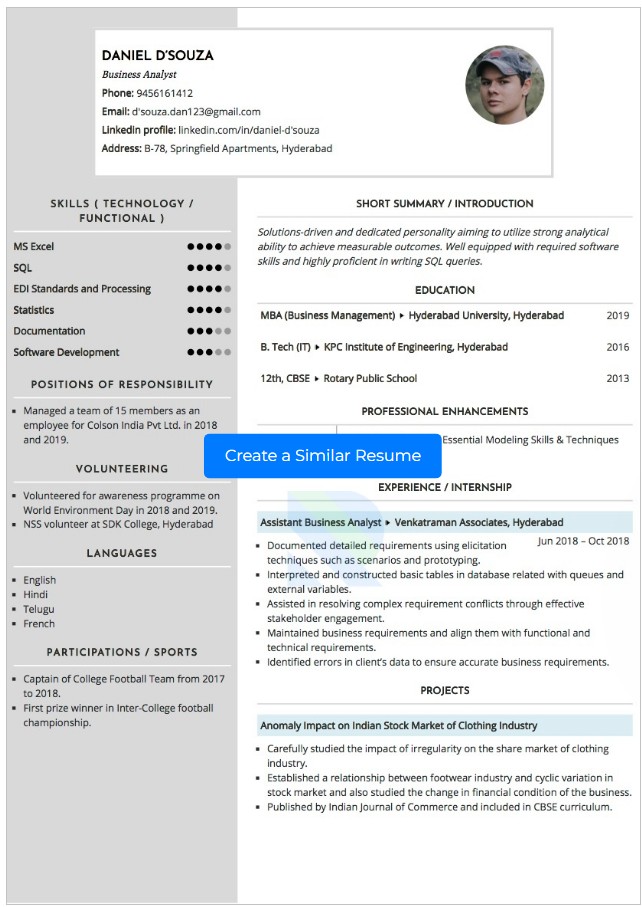 DANIEL D'SOUZA
Business Analyst
Phone: 9456161412
Email: d'souza.dan123@gmail.com
LinkedIn profile: linkedin.com/in/daniel-d'souza
Address: B-78, Springfield Apartments, Hyderabad
SKILLS ( TECHNOLOGY /
FUNCTIONAL )
MS Excel
SQL
EDI Standards and Processing
Statistics
Documentation
Software Development
POSITIONS OF RESPONSIBILITY
Managed a team of 15 members as an
employee for Colson India Pvt Ltd. in 2018
and 2019.
VOLUNTEERING
Volunteered for awareness programme on
World Environment Day in 2018 and 2019.
NSS volunteer at SDK College, Hyderabad
LANGUAGES
English
Hindi
Telugu
French
PARTICIPATIONS / SPORTS
Captain of College Football Team from 2017
to 2018.
First prize winner in Inter-College football
championship.
SHORT SUMMARY / INTRODUCTION
Solutions-driven and dedicated personality aiming to utilize strong analytical
ability to achieve measurable outcomes. Well equipped with required software
skills and highly proficient in writing SQL queries.
EDUCATION
MBA (Business Management) ▸ Hyderabad University, Hyderabad 2019
B. Tech (IT) ▸ KPC Institute of Engineering, Hyderabad 2016
12th, CBSE ▸ Rotary Public School 2013
PROFESSIONAL ENHANCEMENTS
Essential Modeling Skills & Techniques
Create a Similar Resume
EXPERIENCE / INTERNSHIP
Assistant Business Analyst ▸ Venkatraman Associates, Hyderabad
Jun 2018 – Oct 2018
Documented detailed requirements using elicitation
techniques such as scenarios and prototyping.
Interpreted and constructed basic tables in database related with queues and
external variables.
Assisted in resolving complex requirement conflicts through effective
stakeholder engagement.
Maintained business requirements and align them with functional and
technical requirements.
Identified errors in client's data to ensure accurate business requirements.
PROJECTS
Anomaly Impact on Indian Stock Market of Clothing Industry
Carefully studied the impact of irregularity on the share market of clothing
industry.
Established a relationship between footwear industry and cyclic variation in
stock market and also studied the change in financial condition of the business.
Published by Indian Journal of Commerce and included in CBSE curriculum.